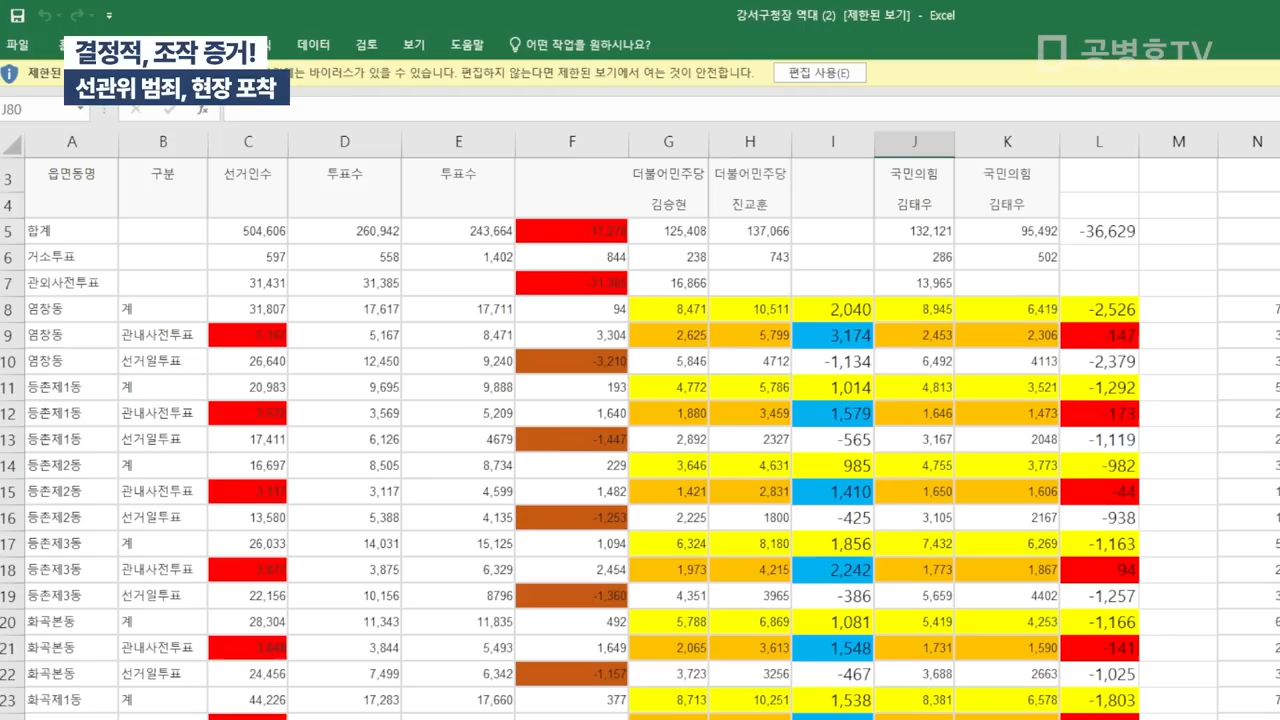 강서구청장 역대 (2) [제한된 보기] - Excel
파일 데이터 검토 보기 도움말 어떤 작업을 원하시나요?
결정적, 조작 증거!
공병호TV
제한된 에는 바이러스가 있을 수 있습니다. 편집하지 않는다면 제한된 보기에서 여는 것이 안전합니다. 편집 사용(E)
선관위 범죄, 현장 포착
J80 fx
A B C D E F G H I J K L M N
3 읍면동명 구분 선거인수 투표수 투표수 더불어민주당 더불어민주당 국민의힘 국민의힘
4 김승현 진교훈 김태우 김태우
5 합계 504,606 260,942 243,664 125,408 137,066 132,121 95,492 -36,629
6 거소투표 597 558 1,402 844 238 743 286 502
7 관외사전투표 31,431 31,385 16,866 13,965
8 염창동 계 31,807 17,617 17,711 94 8,471 10,511 2,040 8,945 6,419 -2,526
9 염창동 관내사전투표 5,167 8,471 3,304 2,625 5,799 3,174 2,453 2,306 -147
10 염창동 선거일투표 26,640 12,450 9,240 -3,210 5,846 4712 -1,134 6,492 4113 -2,379
11 등촌제1동 계 20,983 9,695 9,888 193 4,772 5,786 1,014 4,813 3,521 -1,292
12 등촌제1동 관내사전투표 3,569 5,209 1,640 1,880 3,459 1,579 1,646 1,473 -173
13 등촌제1동 선거일투표 17,411 6,126 4679 -1,447 2,892 2327 -565 3,167 2048 -1,119
14 등촌제2동 계 16,697 8,505 8,734 229 3,646 4,631 985 4,755 3,773 -982
15 등촌제2동 관내사전투표 3,117 4,599 1,482 1,421 2,831 1,410 1,650 1,606 -44
16 등촌제2동 선거일투표 13,580 5,388 4,135 -1,253 2,225 1800 -425 3,105 2167 -938
17 등촌제3동 계 26,033 14,031 15,125 1,094 6,324 8,180 1,856 7,432 6,269 -1,163
18 등촌제3동 관내사전투표 3,875 6,329 2,454 1,973 4,215 2,242 1,773 1,867 94
19 등촌제3동 선거일투표 22,156 10,156 8796 -1,360 4,351 3965 -386 5,659 4402 -1,257
20 화곡본동 계 28,304 11,343 11,835 492 5,788 6,869 1,081 5,419 4,253 -1,166
21 화곡본동 관내사전투표 3,844 5,493 1,649 2,065 3,613 1,548 1,731 1,590 -141
22 화곡본동 선거일투표 24,456 7,499 6,342 -1,157 3,723 3256 -467 3,688 2663 -1,025
23 화곡제1동 계 44,226 17,283 17,660 377 8,713 10,251 1,538 8,381 6,578 -1,803